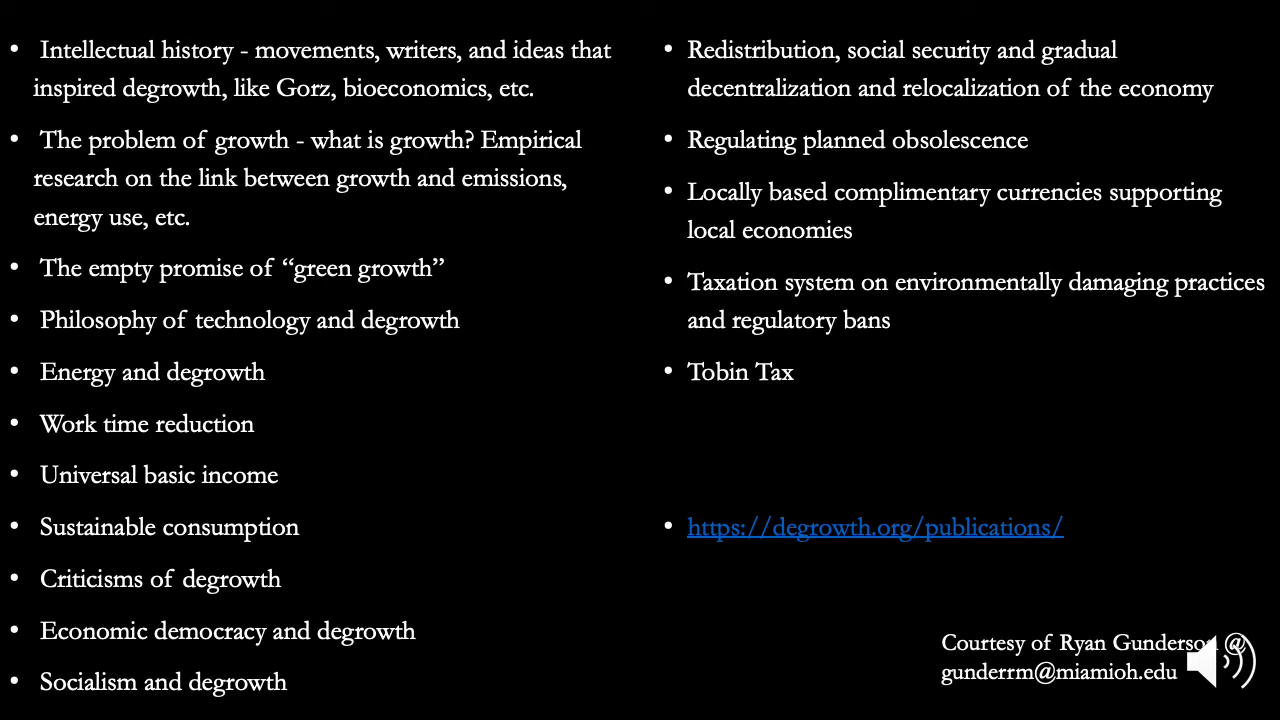 • Intellectual history - movements, writers, and ideas that
inspired degrowth, like Gorz, bioeconomics, etc.
• The problem of growth - what is growth? Empirical
research on the link between growth and emissions,
energy use, etc.
• The empty promise of “green growth”
• Philosophy of technology and degrowth
• Energy and degrowth
• Work time reduction
• Universal basic income
• Sustainable consumption
• Criticisms of degrowth
• Economic democracy and degrowth
• Socialism and degrowth
• Redistribution, social security and gradual
decentralization and relocalization of the economy
• Regulating planned obsolescence
• Locally based complimentary currencies supporting
local economies
• Taxation system on environmentally damaging practices
and regulatory bans
• Tobin Tax
• https://degrowth.org/publications/
Courtesy of Ryan Gunderson @
gunderrm@miamioh.edu